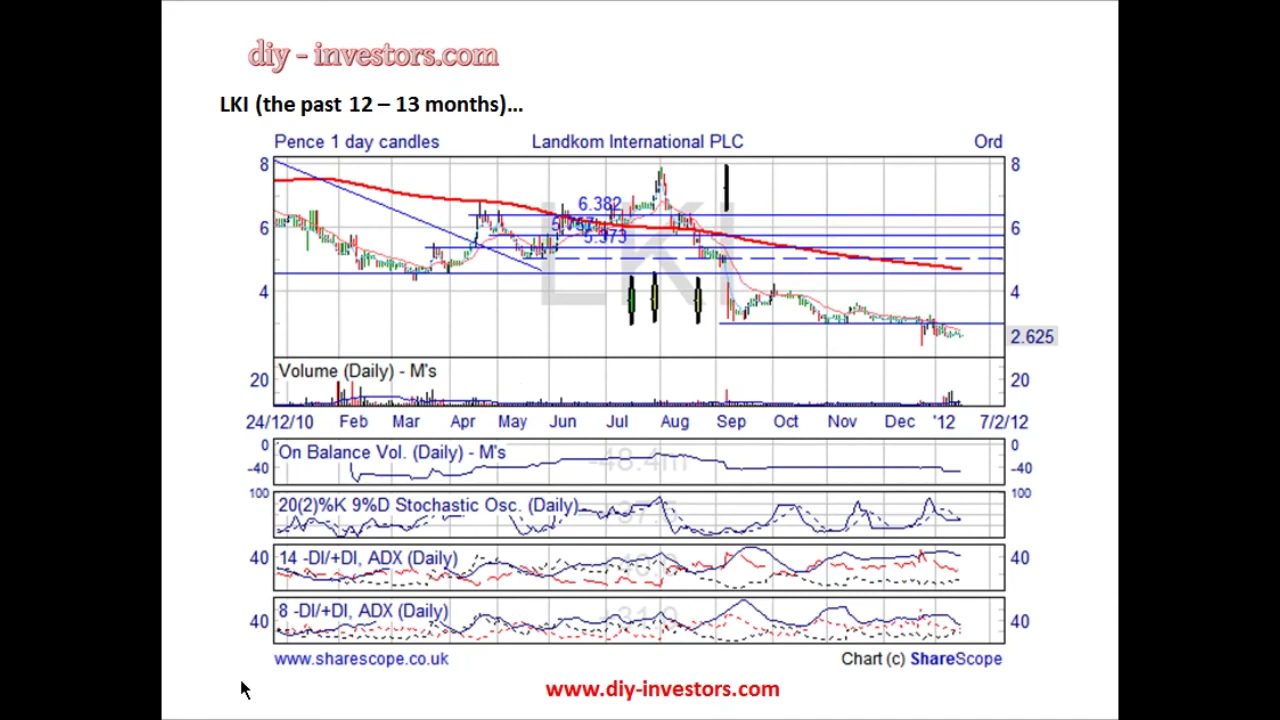 diy - investors.com
LKI (the past 12 – 13 months)...
Pence 1 day candles Landkom International PLC Ord
8 8
6.382
6 6
5.373
LKI
4 4
2.625
Volume (Daily) - M's
20 20
24/12/10 Feb Mar Apr May Jun Jul Aug Sep Oct Nov Dec '12 7/2/12
0 On Balance Vol. (Daily) - M's -48.4m 0
-40 -40
100 20(2)%K 9%D Stochastic Osc. (Daily) 100
40 14 -DI/+DI, ADX (Daily) 40
8 -DI/+DI, ADX (Daily)
40 40
www.sharescope.co.uk Chart (c) ShareScope
www.diy-investors.com